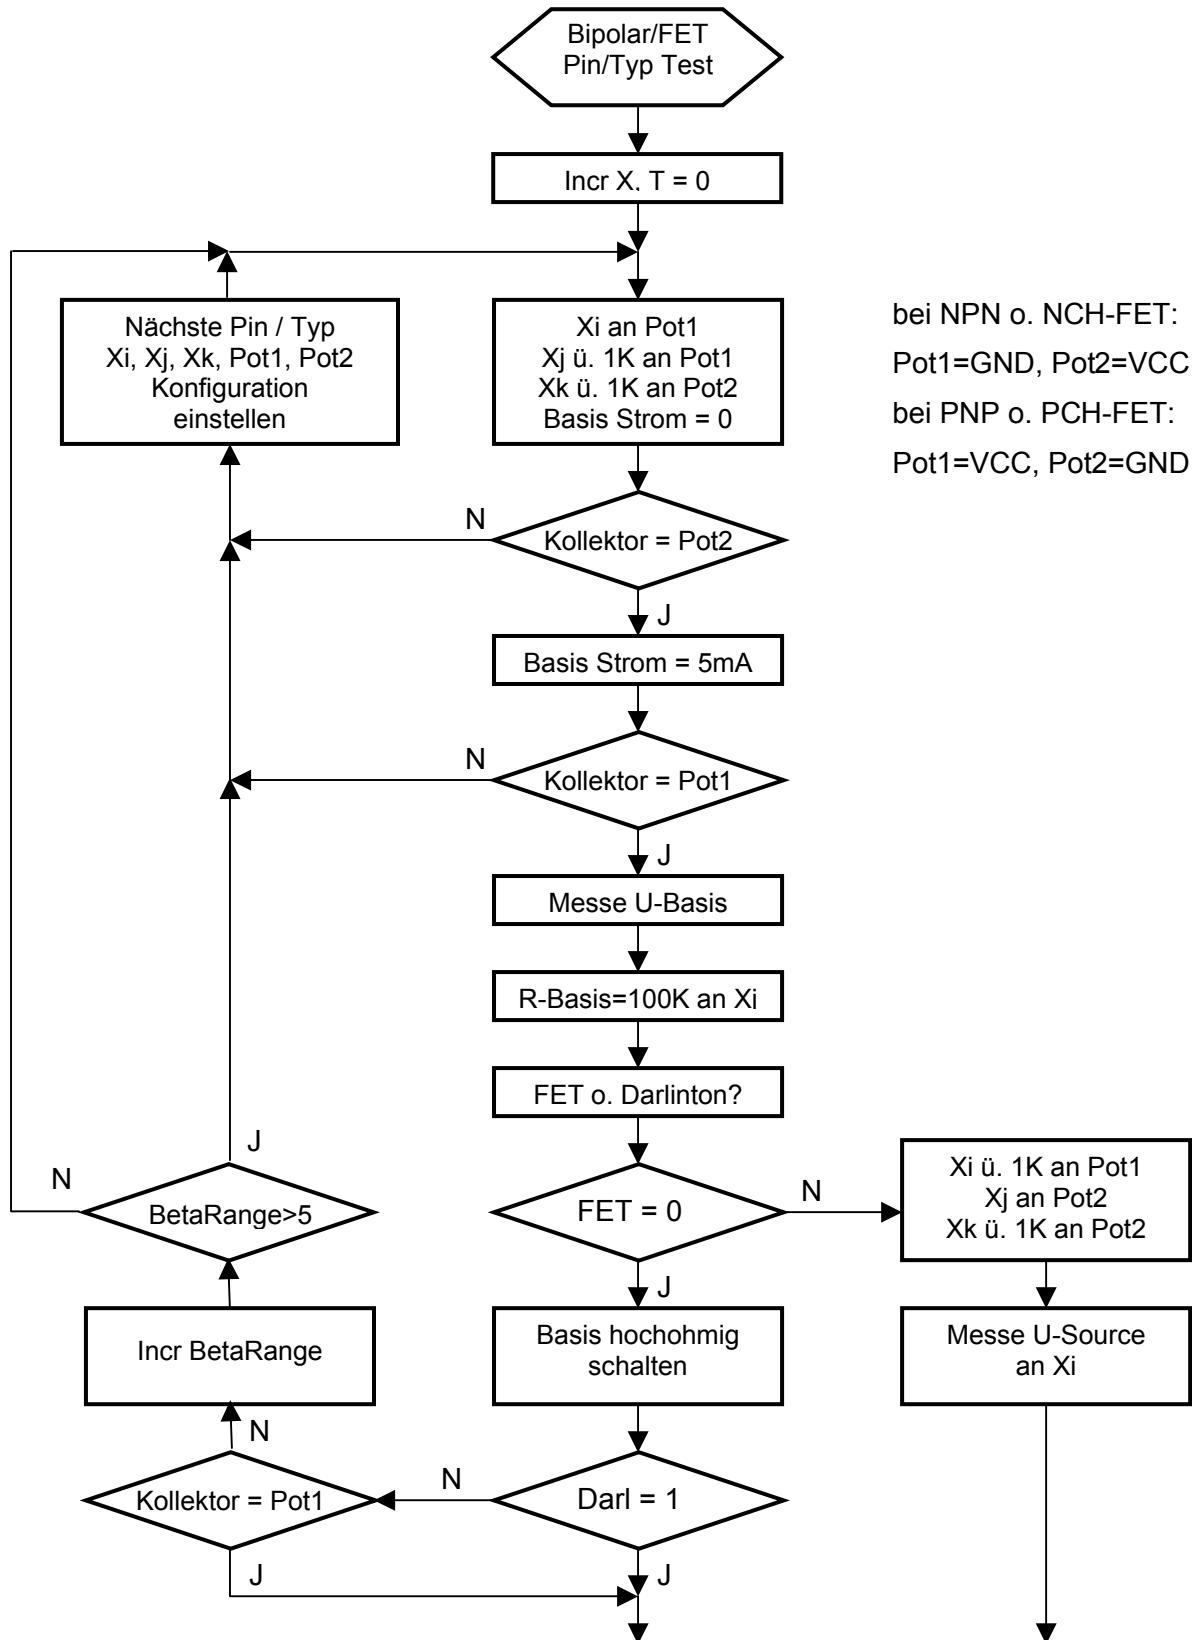 Bipolar/FET
Pin/Typ Test
Incr X, T = 0
Nächste Pin / Typ
Xi, Xj, Xk, Pot1, Pot2
Konfiguration
einstellen
Xi an Pot1
Xj ü. 1K an Pot1
Xk ü. 1K an Pot2
Basis Strom = 0
bei NPN o. NCH-FET:
Pot1=GND, Pot2=VCC
bei PNP o. PCH-FET:
Pot1=VCC, Pot2=GND
N
Kollektor = Pot2
J
Basis Strom = 5mA
N
Kollektor = Pot1
J
Messe U-Basis
R-Basis=100K an Xi
FET o. Darlinton?
J
N
BetaRange>5
FET = 0
N
Xi ü. 1K an Pot1
Xj an Pot2
Xk ü. 1K an Pot2
J
Incr BetaRange
Basis hochohmig
schalten
Messe U-Source
an Xi
N
Kollektor = Pot1
N
Darl = 1
J
J